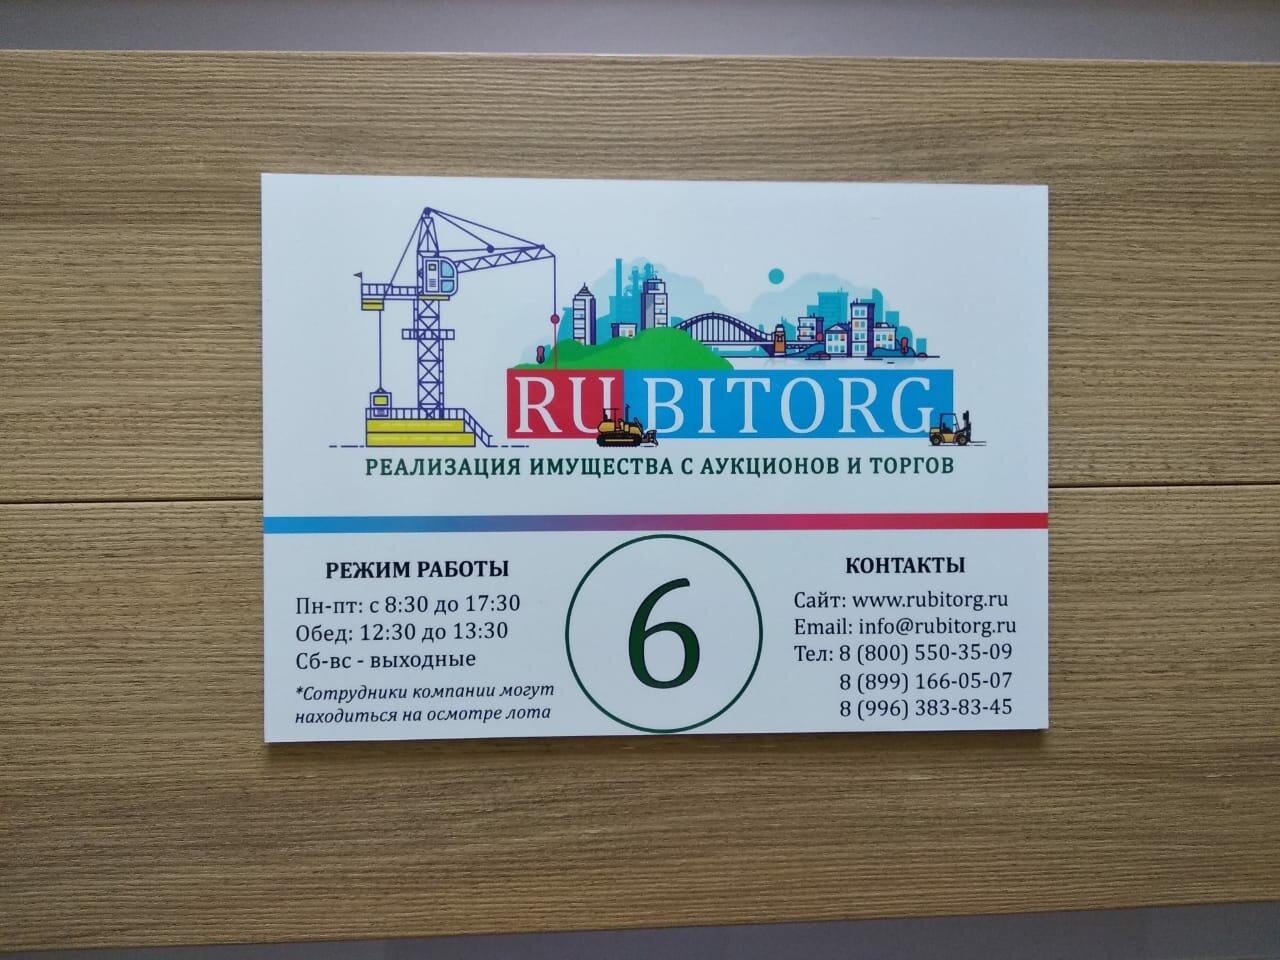 RUBITORG
РЕАЛИЗАЦИЯ ИМУЩЕСТВА С АУКЦИОНОВ И ТОРГОВ
РЕЖИМ РАБОТЫ
Пн-пт: с 8:30 до 17:30
Обед: 12:30 до 13:30
Сб-вс - выходные
*Сотрудники компании могут
находиться на осмотре лота
6
КОНТАКТЫ
Сайт: www.rubitorg.ru
Email: info@rubitorg.ru
Тел: 8 (800) 550-35-09
8 (899) 166-05-07
8 (996) 383-83-45